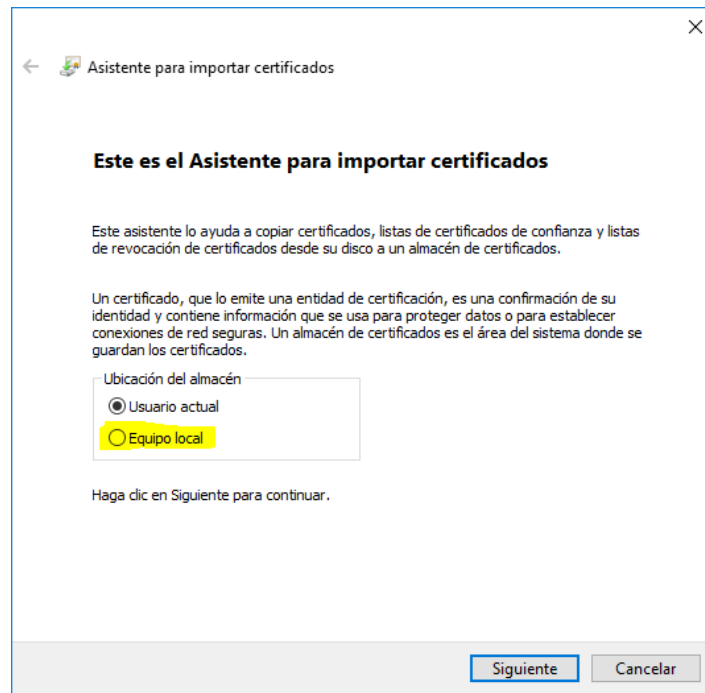 Asistente para importar certificados
Este es el Asistente para importar certificados
Este asistente lo ayuda a copiar certificados, listas de certificados de confianza y listas
de revocación de certificados desde su disco a un almacén de certificados.
Un certificado, que lo emite una entidad de certificación, es una confirmación de su
identidad y contiene información que se usa para proteger datos o para establecer
conexiones de red seguras. Un almacén de certificados es el área del sistema donde se
guardan los certificados.
Ubicación del almacén
Usuario actual
Equipo local
Haga clic en Siguiente para continuar.
Siguiente Cancelar